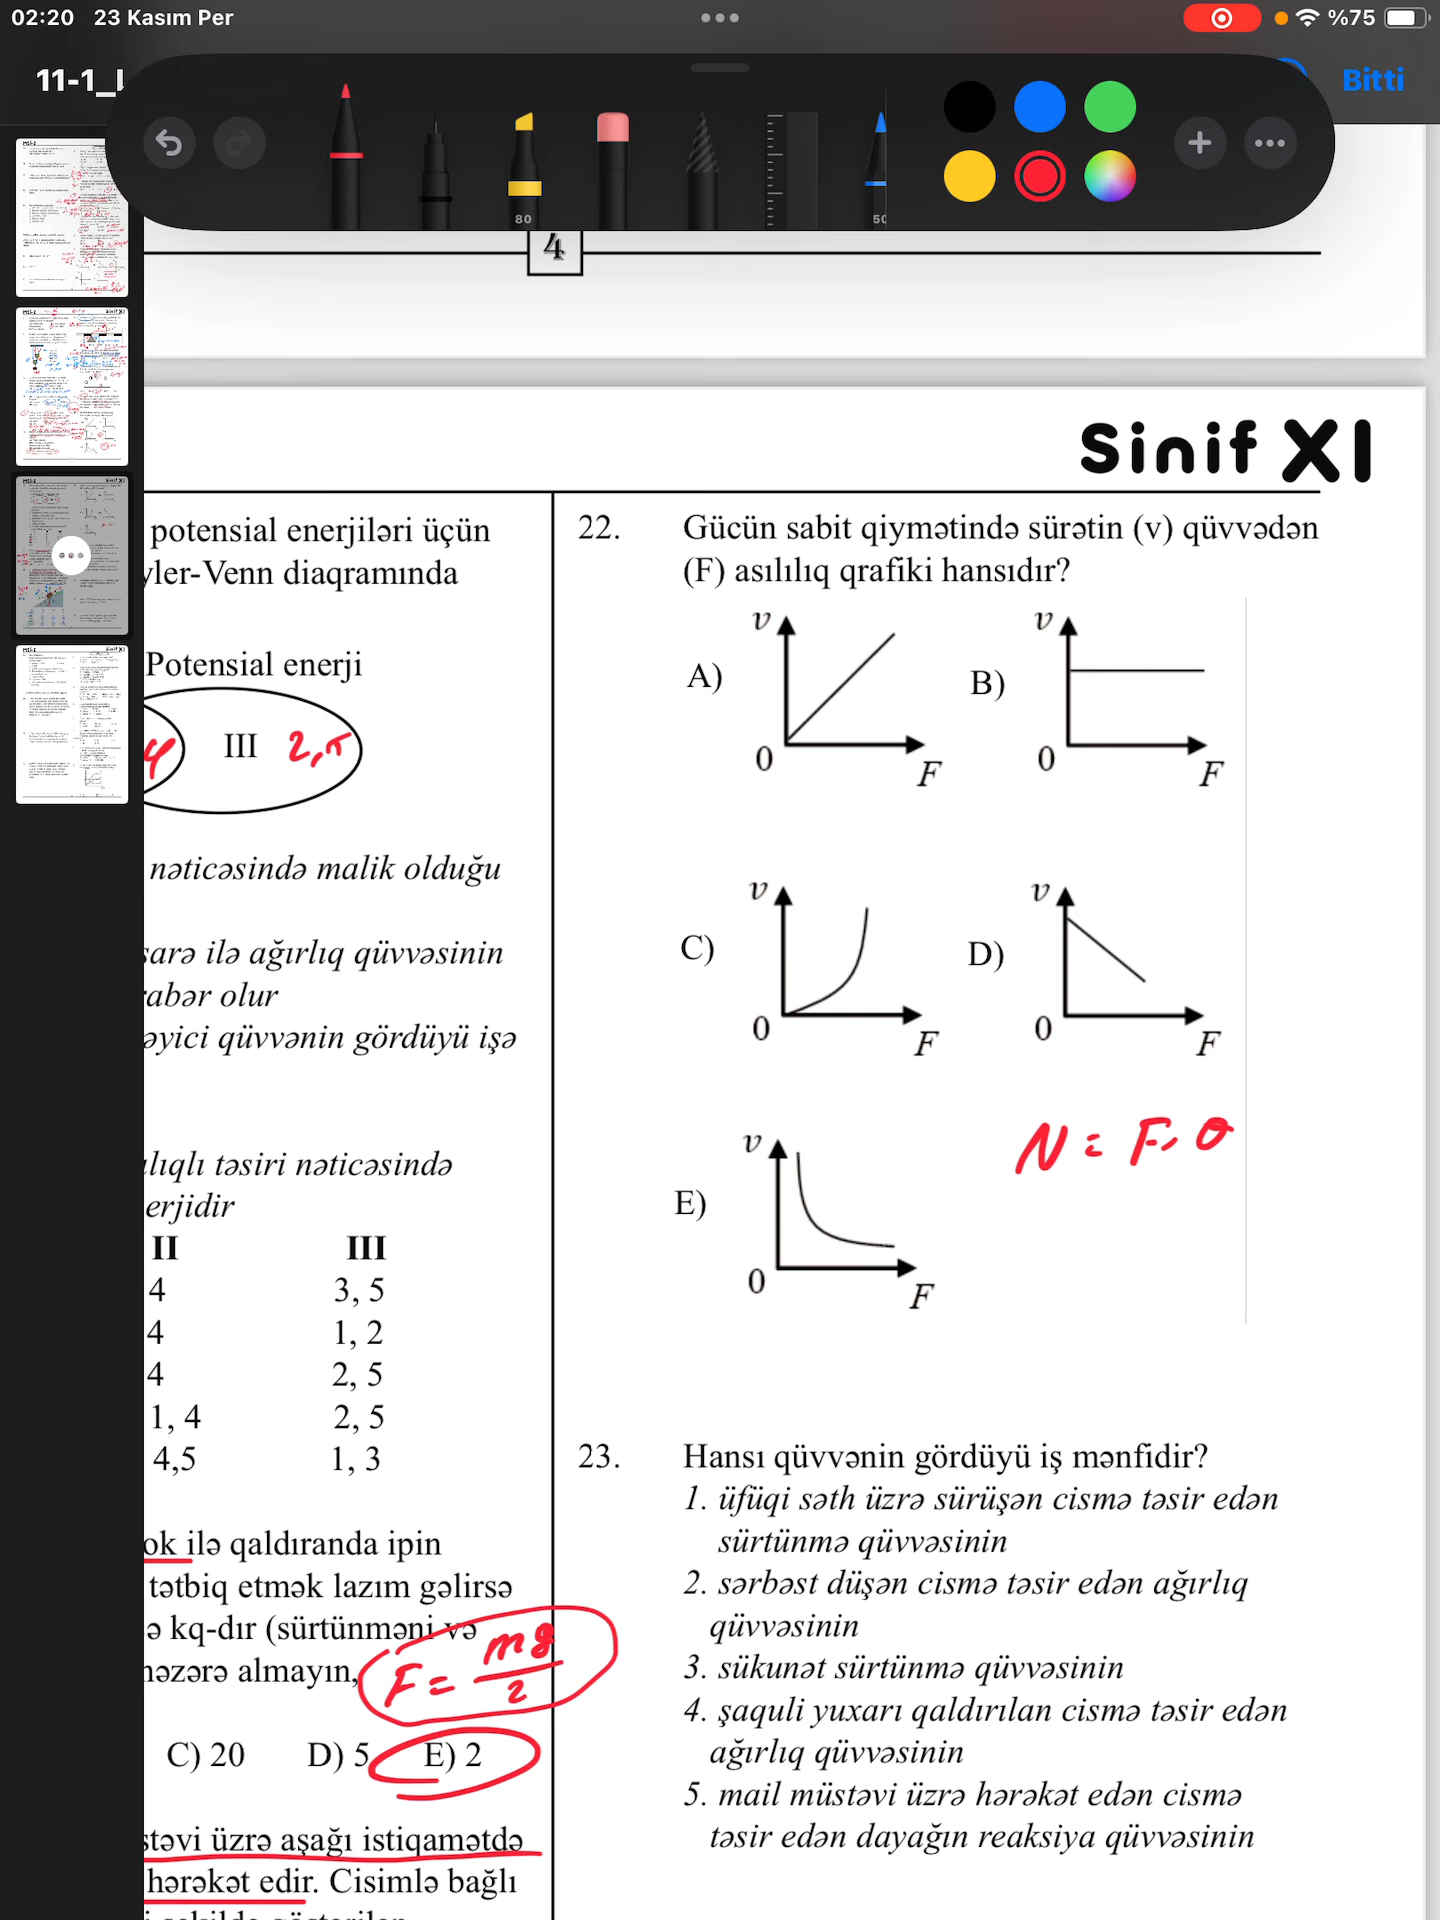 02:20 23 Kasım Per
%75
11-1_
Bitti
80
50
4
Sinif XI
potensial enerjiləri üçün
yler-Venn diaqramında
Potensial enerji
4 III 2,5
nəticəsində malik olduğu
sarə ilə ağırlıq qüvvəsinin
abər olur
əyici qüvvənin gördüyü işə
lıqlı təsiri nəticəsində
erjidir
II III
4 3, 5
4 1, 2
4 2, 5
1, 4 2, 5
4,5 1, 3
ok ilə qaldıranda ipin
tətbiq etmək lazım gəlirsə
ə kq-dır (sürtünməni və
nəzərə almayın,
F = mg
2
C) 20 D) 5 E) 2
stəvi üzrə aşağı istiqamətdə
hərəkət edir. Cisimlə bağlı
22. Gücün sabit qiymətində sürətin (v) qüvvədən
(F) asılılıq qrafiki hansıdır?
A) v 0 F
B) v 0 F
C) v 0 F
D) v 0 F
N = F·υ
E) v 0 F
23. Hansı qüvvənin gördüyü iş mənfidir?
1. üfüqi səth üzrə sürüşən cismə təsir edən
sürtünmə qüvvəsinin
2. sərbəst düşən cismə təsir edən ağırlıq
qüvvəsinin
3. sükunət sürtünmə qüvvəsinin
4. şaquli yuxarı qaldırılan cismə təsir edən
ağırlıq qüvvəsinin
5. mail müstəvi üzrə hərəkət edən cismə
təsir edən dayağın reaksiya qüvvəsinin